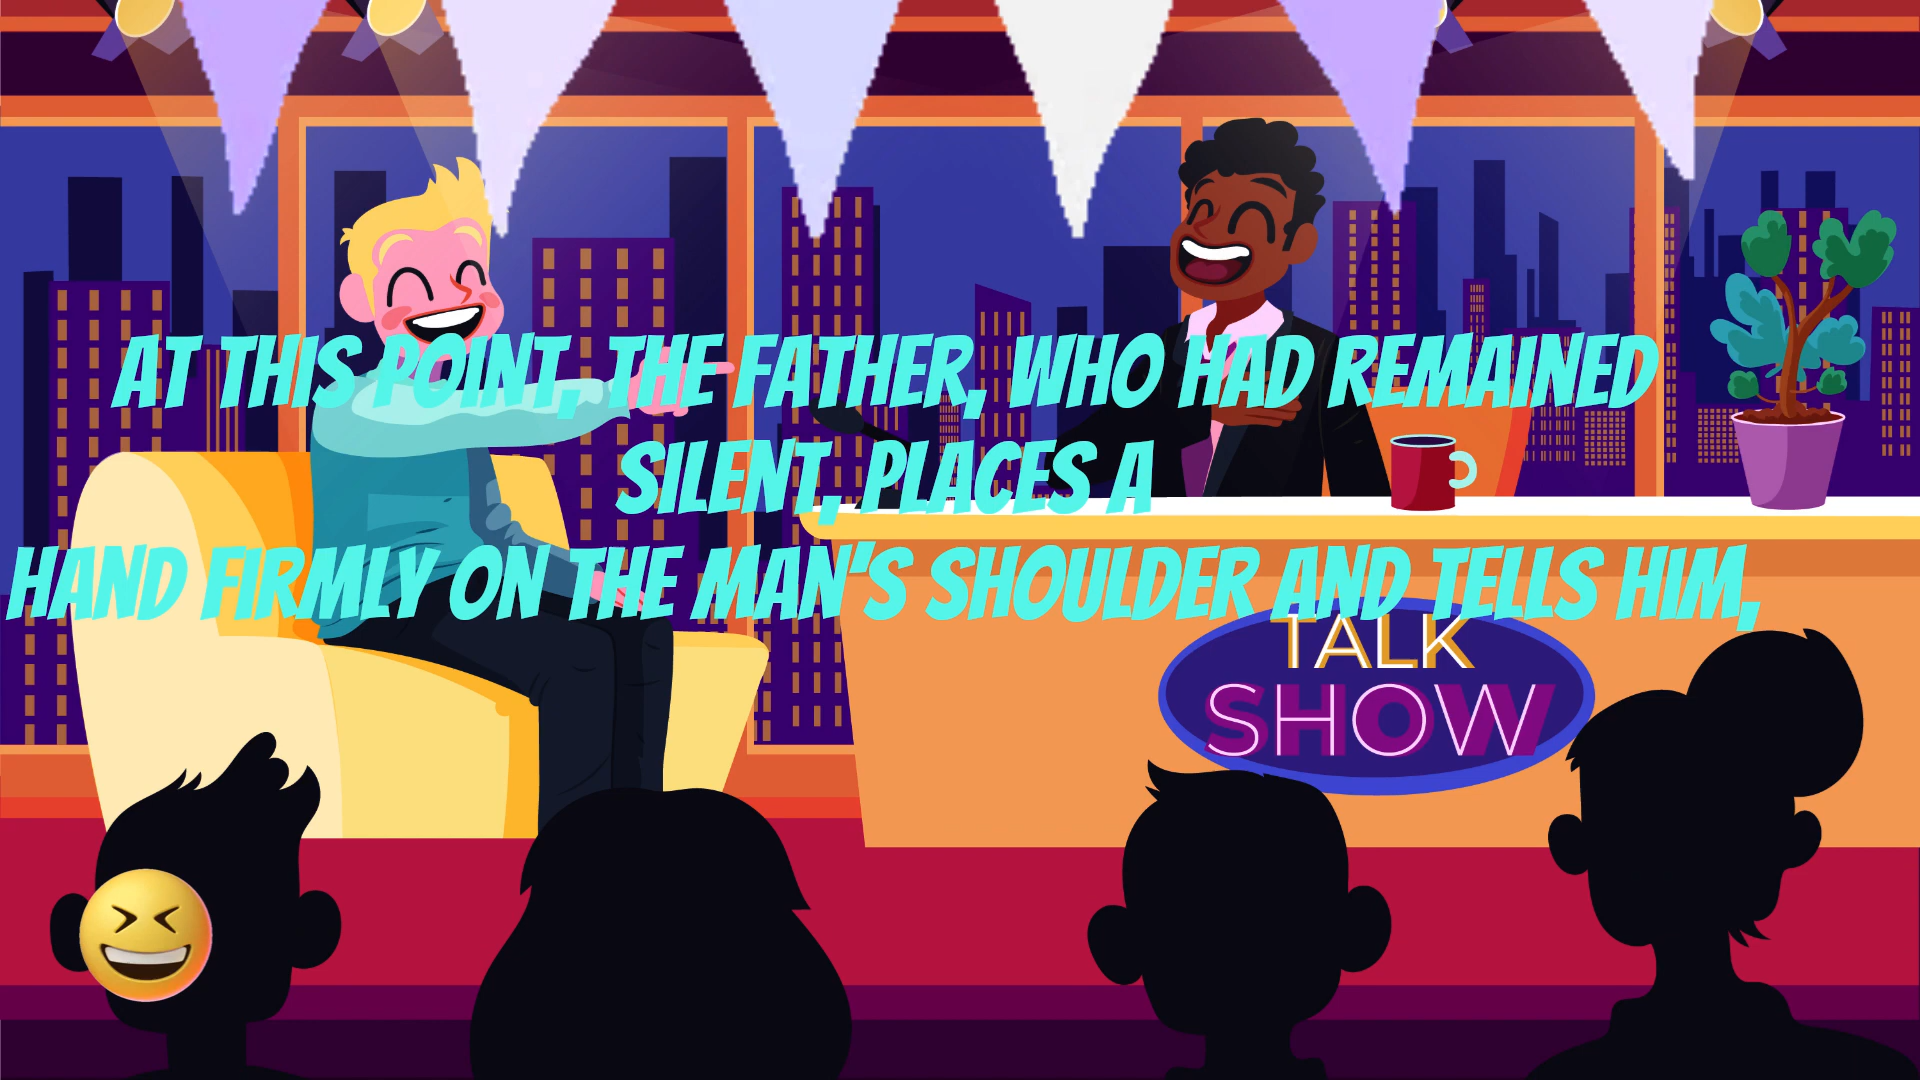 AT THIS POINT, THE FATHER, WHO HAD REMAINED
SILENT, PLACES A
HAND FIRMLY ON THE MAN'S SHOULDER AND TELLS HIM,
TALK
SHOW